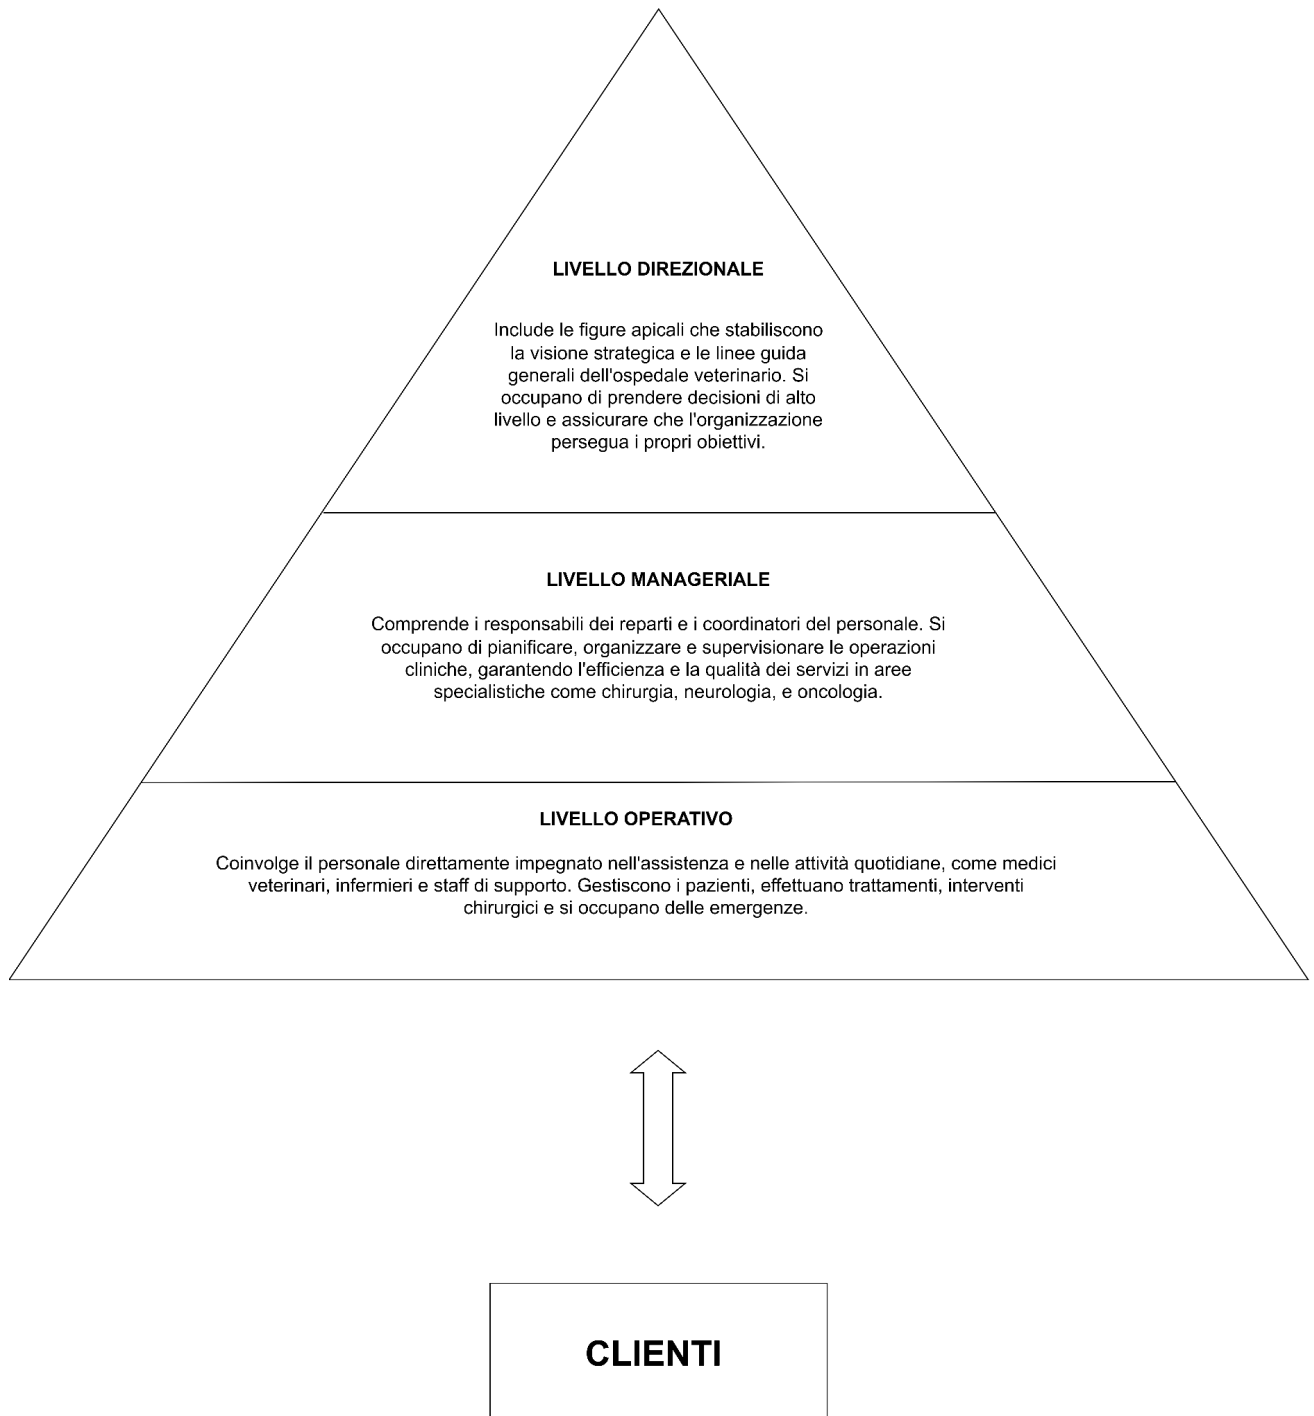 LIVELLO DIREZIONALE
Include le figure apicali che stabiliscono
la visione strategica e le linee guida
generali dell'ospedale veterinario. Si
occupano di prendere decisioni di alto
livello e assicurare che l'organizzazione
persegua i propri obiettivi.
LIVELLO MANAGERIALE
Comprende i responsabili dei reparti e i coordinatori del personale. Si
occupano di pianificare, organizzare e supervisionare le operazioni
cliniche, garantendo l'efficienza e la qualità dei servizi in aree
specialistiche come chirurgia, neurologia, e oncologia.
LIVELLO OPERATIVO
Coinvolge il personale direttamente impegnato nell'assistenza e nelle attività quotidiane, come medici
veterinari, infermieri e staff di supporto. Gestiscono i pazienti, effettuano trattamenti, interventi
chirurgici e si occupano delle emergenze.
CLIENTI